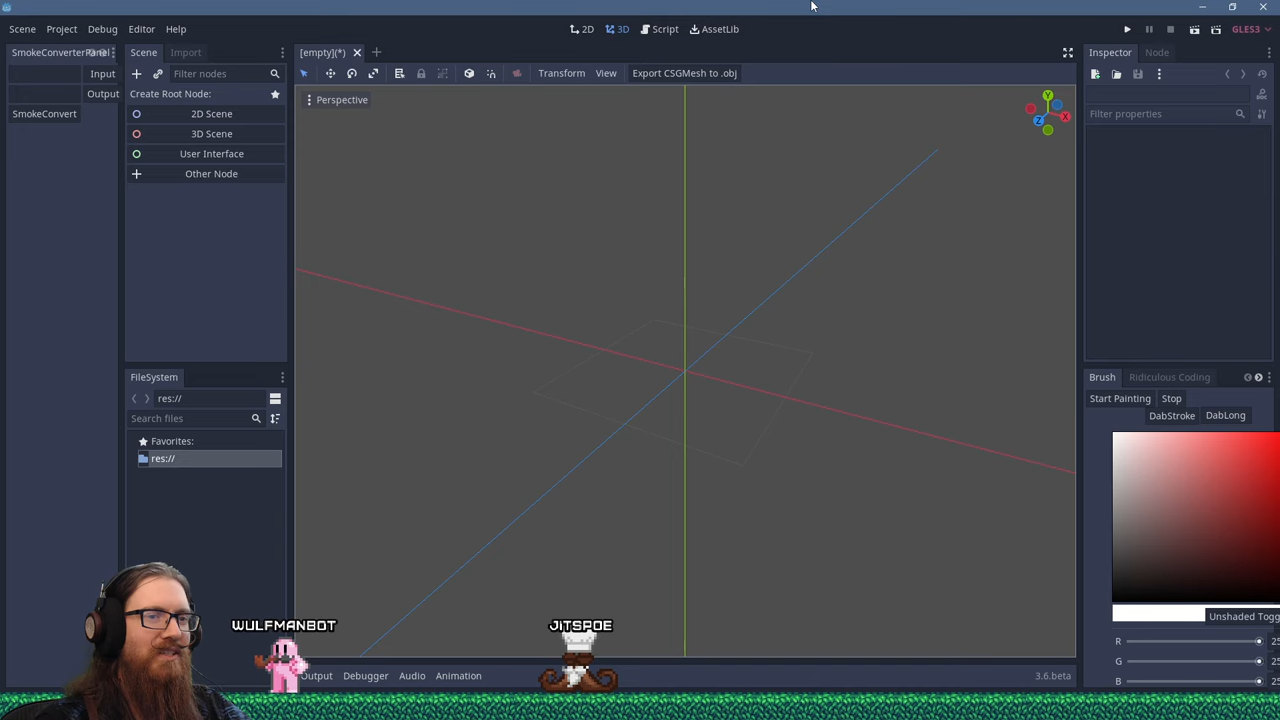 Scene Project Debug Editor Help
2D 3D Script AssetLib
GLES3
SmokeConverterPanel
Input
Output
SmokeConvert
Scene Import
Filter nodes
Create Root Node:
2D Scene
3D Scene
User Interface
Other Node
FileSystem
res://
Search files
Favorites:
res://
[empty](*)
Transform View Export CSGMesh to .obj
Perspective
Y
X
Z
Output Debugger Audio Animation
3.6.beta
Inspector Node
Filter properties
Brush Ridiculous Coding
Start Painting Stop
DabStroke DabLong
Unshaded Togg
R 25
G 25
B 25
WULFMANBOT
JITSPOE